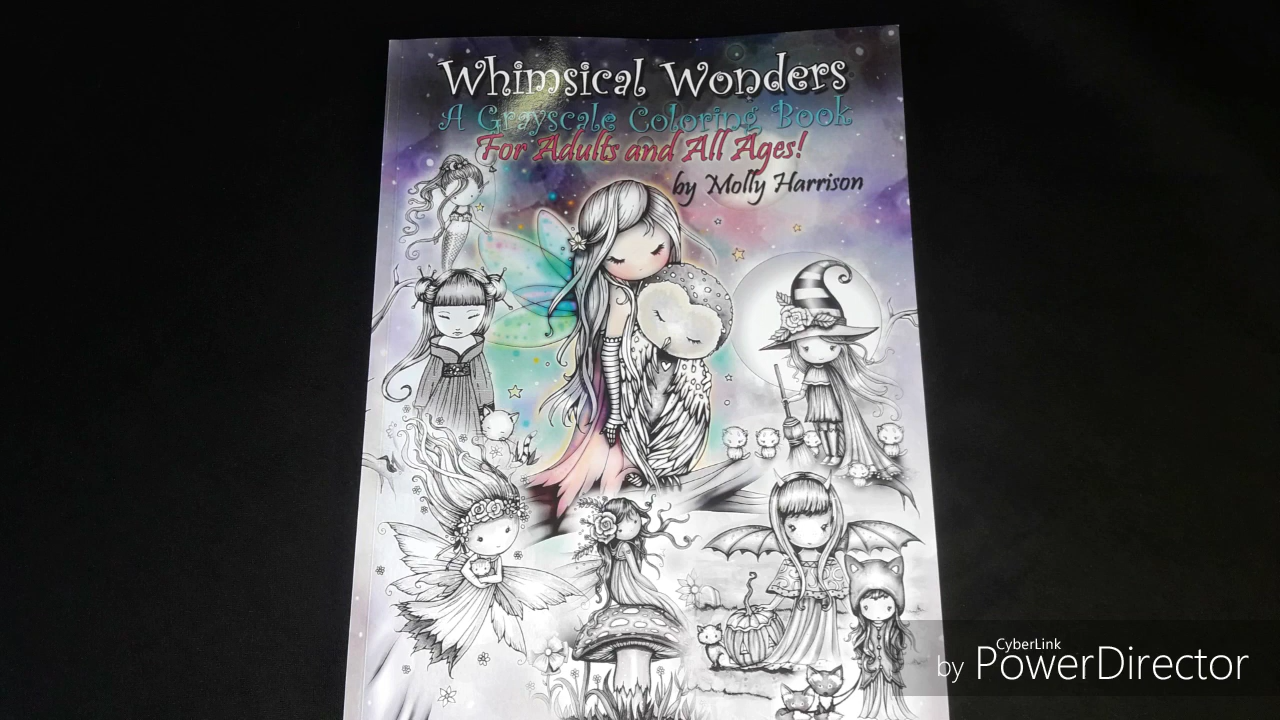 Whimsical Wonders
A Grayscale Coloring Book
For Adults and All Ages!
by Molly Harrison
CyberLink
by PowerDirector